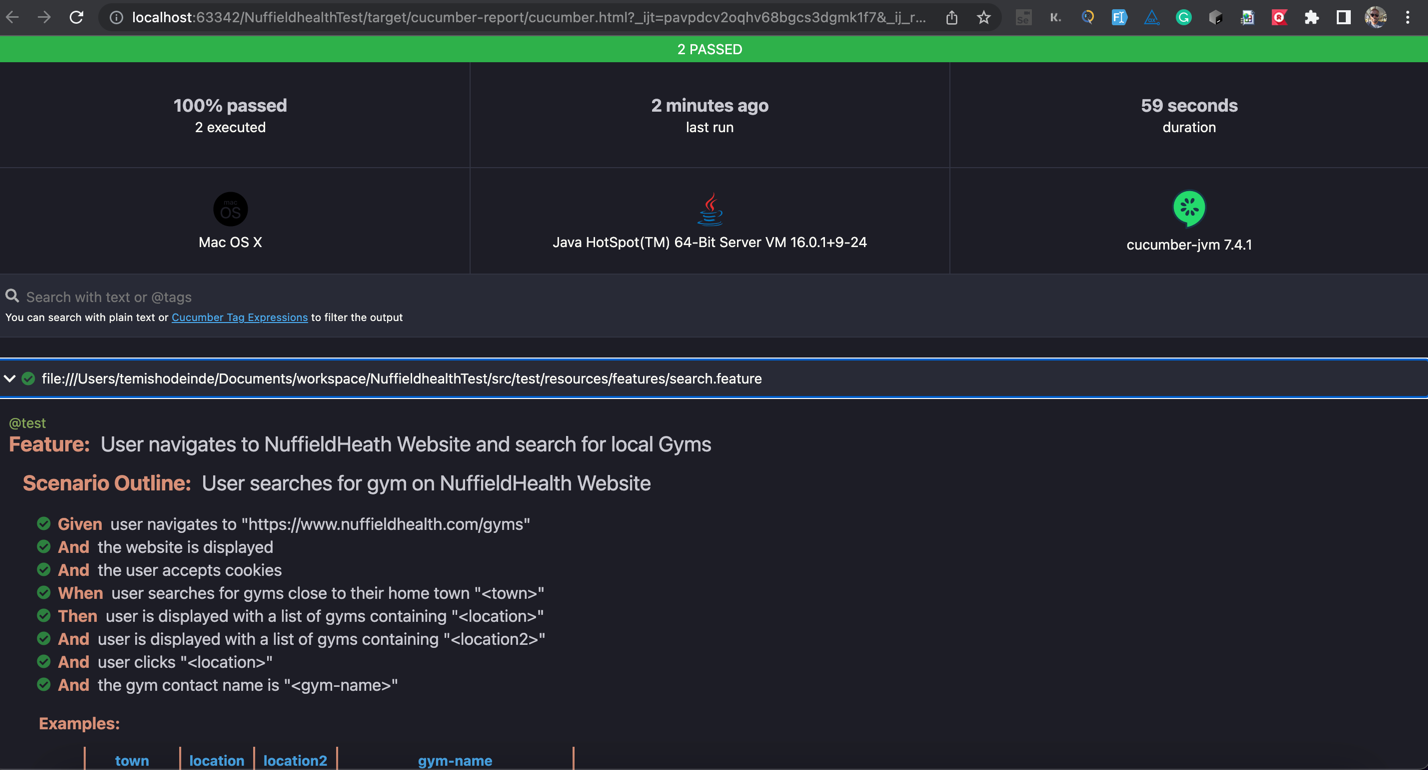 localhost:63342/NuffieldhealthTest/target/cucumber-report/cucumber.html?_ijt=pavpdcv2oqhv68bgcs3dgmk1f7&_ij_r...
Se K. FI G
2 PASSED
100% passed
2 executed
2 minutes ago
last run
59 seconds
duration
mac
OS
Mac OS X
Java HotSpot(TM) 64-Bit Server VM 16.0.1+9-24
cucumber-jvm 7.4.1
Search with text or @tags
You can search with plain text or Cucumber Tag Expressions to filter the output
file:///Users/temishodeinde/Documents/workspace/NuffieldhealthTest/src/test/resources/features/search.feature
@test
Feature: User navigates to NuffieldHeath Website and search for local Gyms
Scenario Outline: User searches for gym on NuffieldHealth Website
Given user navigates to "https://www.nuffieldhealth.com/gyms"
And the website is displayed
And the user accepts cookies
When user searches for gyms close to their home town "<town>"
Then user is displayed with a list of gyms containing "<location>"
And user is displayed with a list of gyms containing "<location2>"
And user clicks "<location>"
And the gym contact name is "<gym-name>"
Examples:
town location location2 gym-name